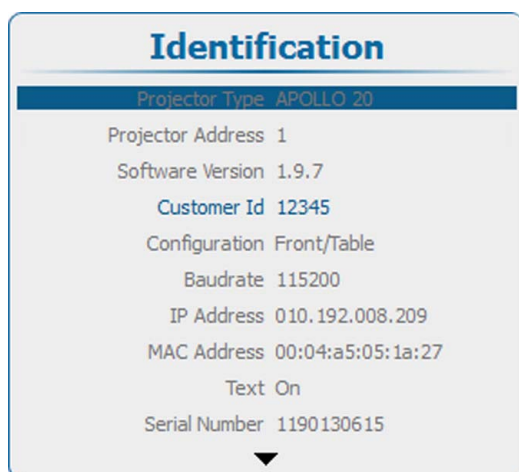 Identification
Projector Type APOLLO 20
Projector Address 1
Software Version 1.9.7
Customer Id 12345
Configuration Front/Table
Baudrate 115200
IP Address 010.192.008.209
MAC Address 00:04:a5:05:1a:27
Text On
Serial Number 1190130615